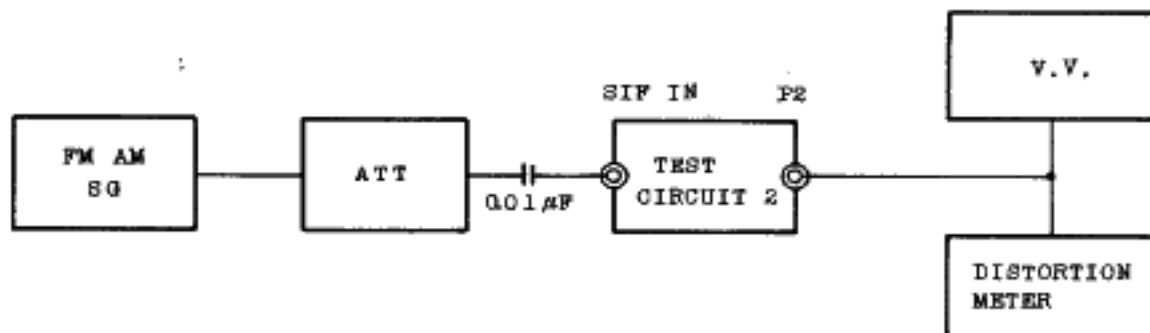 V.V.
SIF IN
P2
FM AM
SG
ATT
0.01μF
TEST
CIRCUIT 2
DISTORTION
METER